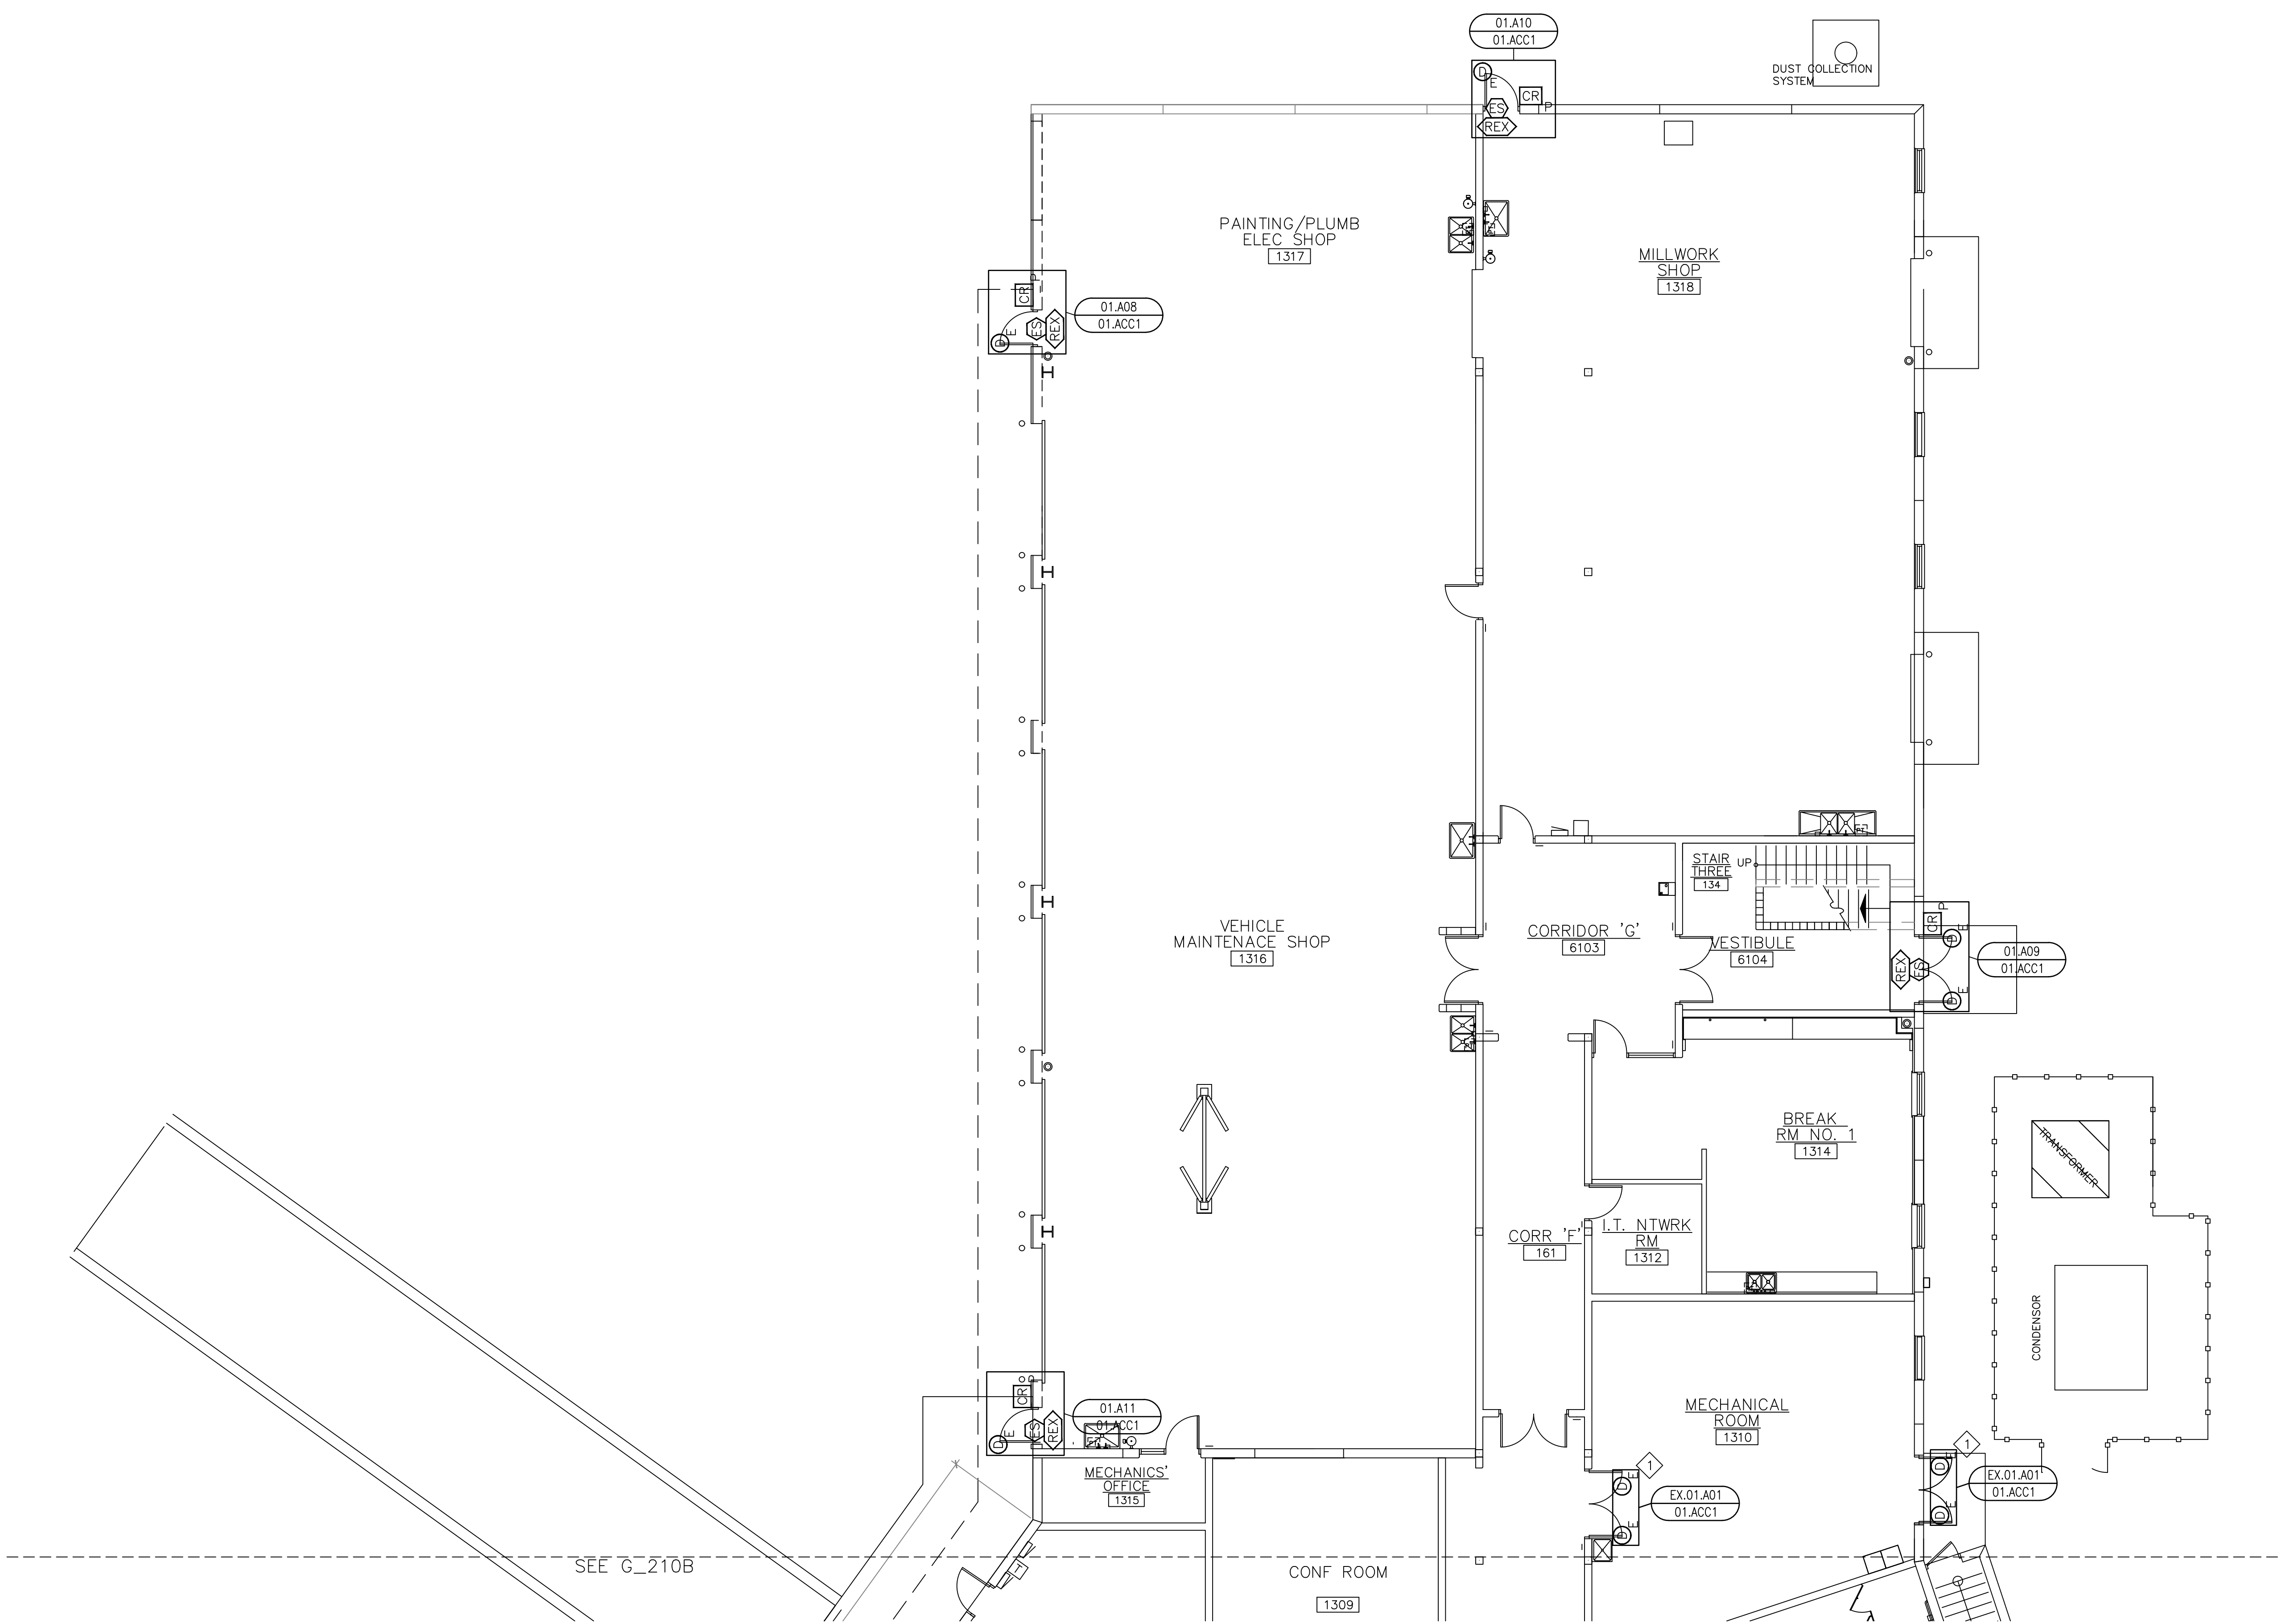 01.A10
01.ACC1
D
E
CR
P
ES
REX
DUST COLLECTION
SYSTEM
PAINTING/PLUMB
ELEC SHOP
1317
MILLWORK
SHOP
1318
P
CR
ES
REX
E
D
01.A08
01.ACC1
STAIR
THREE
134
UP
VEHICLE
MAINTENACE SHOP
1316
CORRIDOR 'G'
6103
VESTIBULE
6104
P
CR
E
D
REX
ES
E
D
01.A09
01.ACC1
BREAK
RM NO. 1
1314
TRANSFORMER
CORR 'F'
161
I.T. NTWRK
RM
1312
CONDENSOR
P
CR
ES
REX
E
D
01.A11
01.ACC1
MECHANICAL
ROOM
1310
MECHANICS'
OFFICE
1315
1
E
D
E
D
EX.01.A01
01.ACC1
1
E
D
E
D
EX.01.A01
01.ACC1
SEE G_210B
T
CONF ROOM
1309